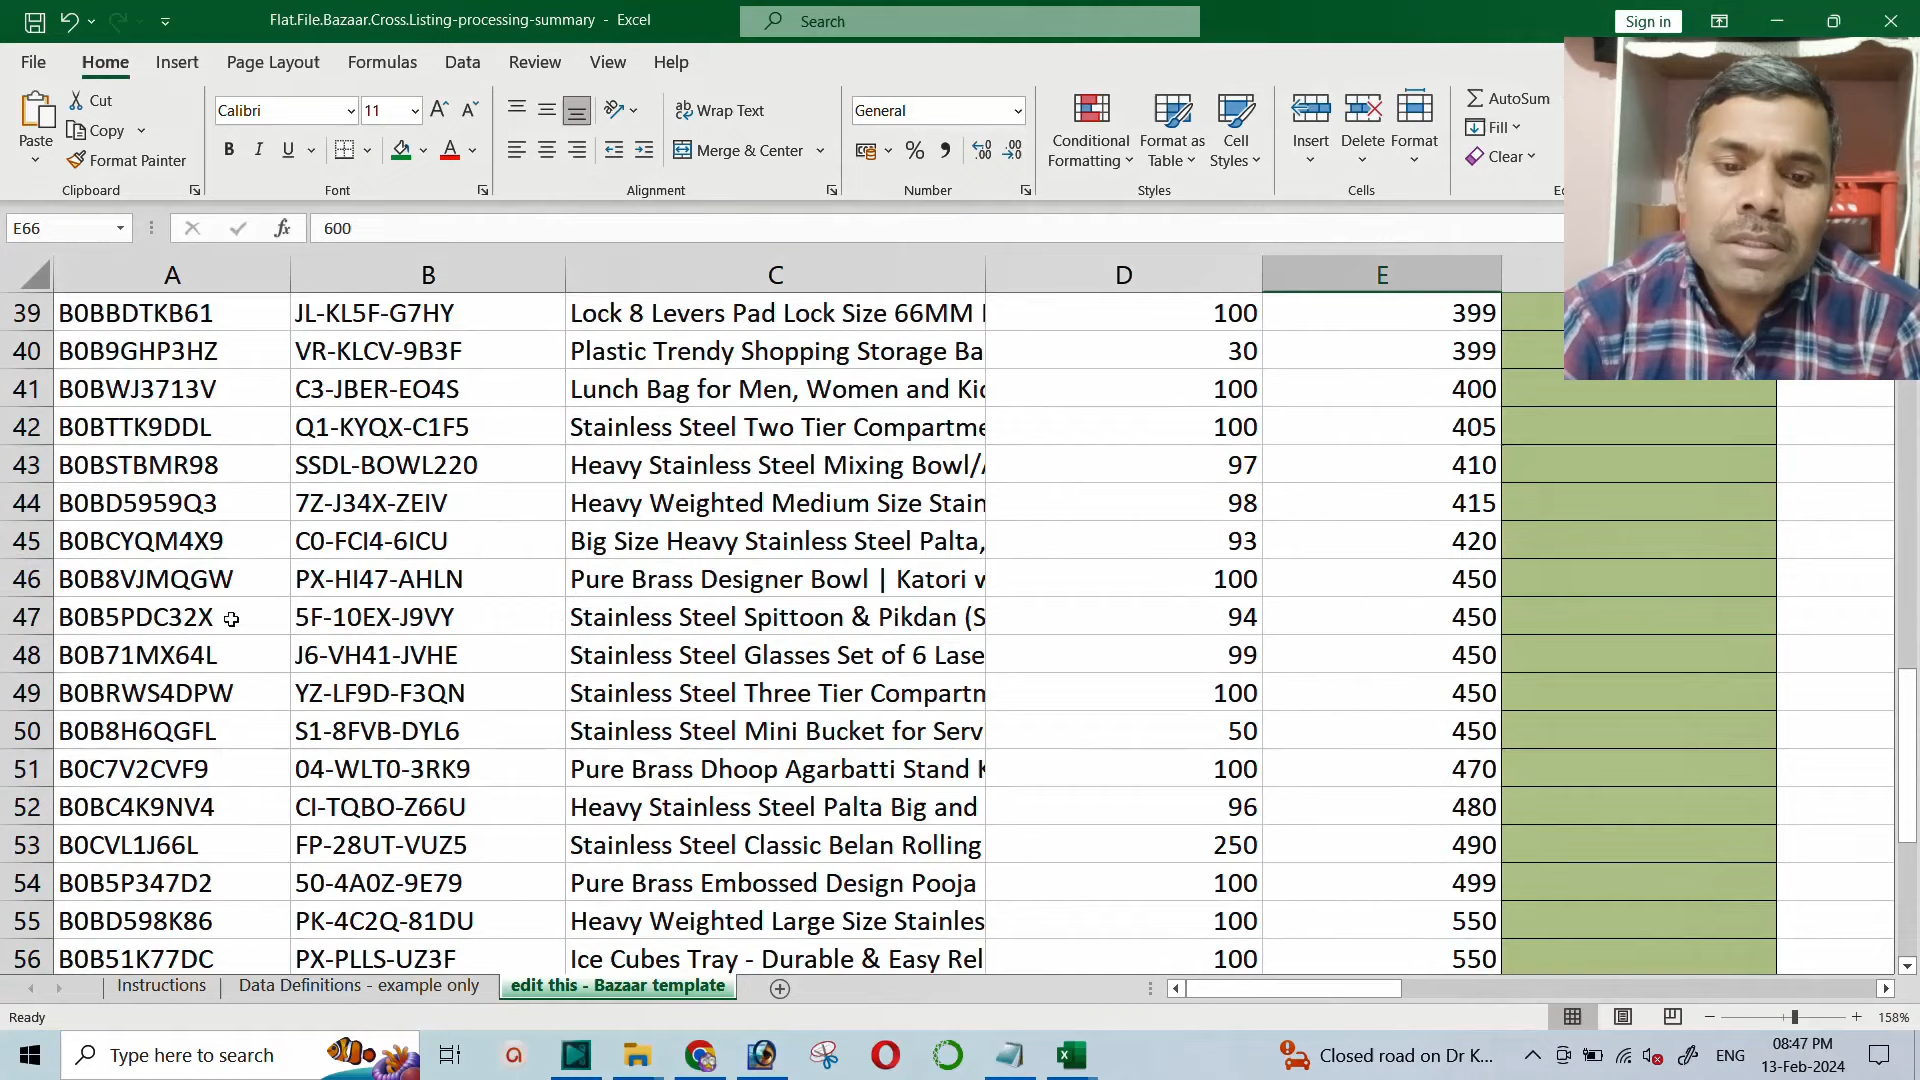 Flat.File.Bazaar.Cross.Listing-processing-summary - Excel
Search
Sign in
File Home Insert Page Layout Formulas Data Review View Help
Paste
Cut
Copy
Format Painter
Clipboard
Calibri 11
B I U
Font
Wrap Text
Merge & Center
Alignment
General
Number
Conditional Formatting
Format as Table
Cell Styles
Styles
Insert
Delete
Format
Cells
AutoSum
Fill
Clear
E66 fx 600
A B C D E
39 B0BBDTKB61 JL-KL5F-G7HY Lock 8 Levers Pad Lock Size 66MM 100 399
40 B0B9GHP3HZ VR-KLCV-9B3F Plastic Trendy Shopping Storage Ba 30 399
41 B0BWJ3713V C3-JBER-EO4S Lunch Bag for Men, Women and Kid 100 400
42 B0BTTK9DDL Q1-KYQX-C1F5 Stainless Steel Two Tier Compartme 100 405
43 B0BSTBMR98 SSDL-BOWL220 Heavy Stainless Steel Mixing Bowl/ 97 410
44 B0BD5959Q3 7Z-J34X-ZEIV Heavy Weighted Medium Size Stain 98 415
45 B0BCYQM4X9 C0-FCI4-6ICU Big Size Heavy Stainless Steel Palta, 93 420
46 B0B8VJMQGW PX-HI47-AHLN Pure Brass Designer Bowl | Katori w 100 450
47 B0B5PDC32X 5F-10EX-J9VY Stainless Steel Spittoon & Pikdan (S 94 450
48 B0B71MX64L J6-VH41-JVHE Stainless Steel Glasses Set of 6 Lase 99 450
49 B0BRWS4DPW YZ-LF9D-F3QN Stainless Steel Three Tier Compartm 100 450
50 B0B8H6QGFL S1-8FVB-DYL6 Stainless Steel Mini Bucket for Serv 50 450
51 B0C7V2CVF9 04-WLT0-3RK9 Pure Brass Dhoop Agarbatti Stand K 100 470
52 B0BC4K9NV4 CI-TQBO-Z66U Heavy Stainless Steel Palta Big and 96 480
53 B0CVL1J66L FP-28UT-VUZ5 Stainless Steel Classic Belan Rolling 250 490
54 B0B5P347D2 50-4A0Z-9E79 Pure Brass Embossed Design Pooja 100 499
55 B0BD598K86 PK-4C2Q-81DU Heavy Weighted Large Size Stainles 100 550
56 B0B51K77DC PX-PLLS-UZ3F Ice Cubes Tray - Durable & Easy Rel 100 550
Instructions Data Definitions - example only edit this - Bazaar template
Ready 158%
Type here to search
Closed road on Dr K...
ENG
08:47 PM
13-Feb-2024